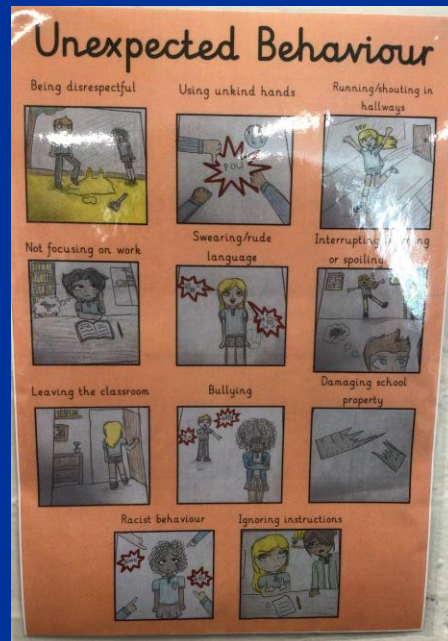 Unexpected Behaviour
Being disrespectful
Using unkind hands
Running/shouting in
hallways
POW
Not focusing on work
Swearing/rude
language
Interrupting
or spoiling
Leaving the classroom
Bullying
Damaging school
property
Racist behaviour
Ignoring instructions